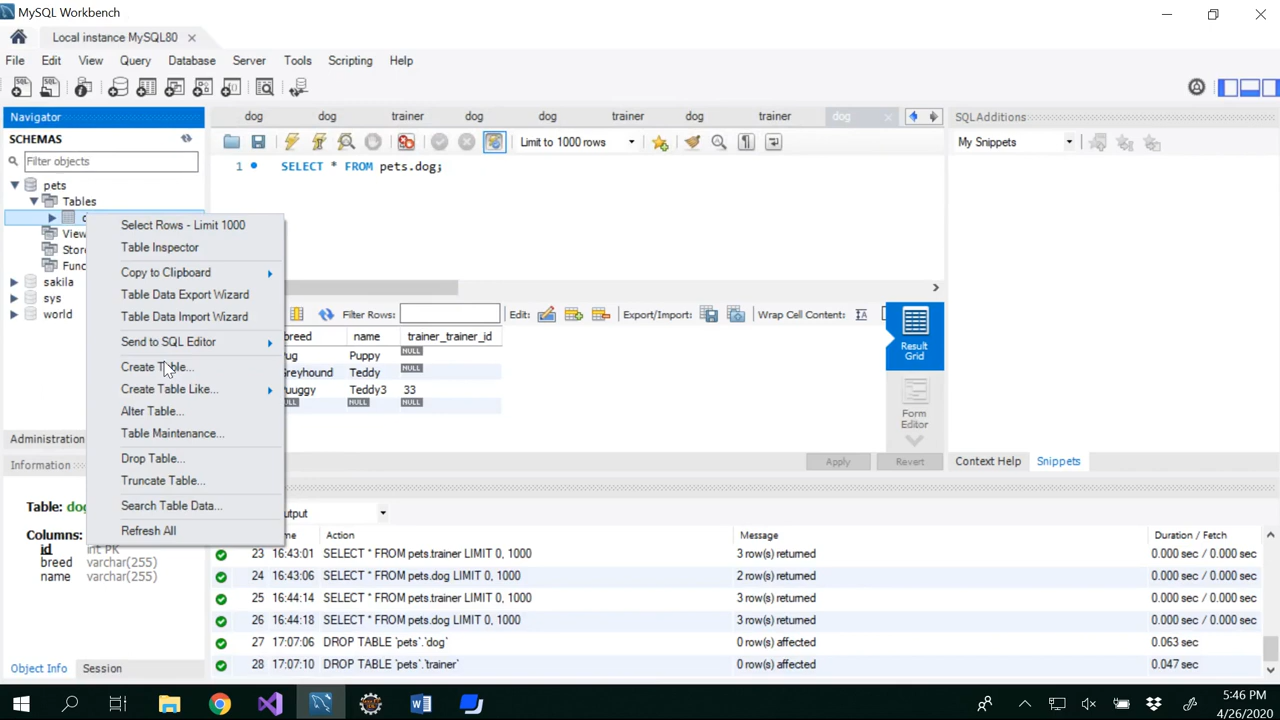 MySQL Workbench
Local instance MySQL80
File Edit View Query Database Server Tools Scripting Help
Navigator
SCHEMAS
Filter objects
pets
Tables
sakila
sys
world
Select Rows - Limit 1000
Table Inspector
Copy to Clipboard
Table Data Export Wizard
Table Data Import Wizard
Send to SQL Editor
Create Table...
Create Table Like...
Alter Table...
Table Maintenance...
Drop Table...
Truncate Table...
Search Table Data...
Refresh All
Administration
Information
Table: dog
Columns:
id int PK
breed varchar(255)
name varchar(255)
Object Info Session
dog dog trainer dog dog trainer dog trainer dog
Limit to 1000 rows
1 SELECT * FROM pets.dog;
Filter Rows: Edit: Export/Import: Wrap Cell Content:
breed name trainer_trainer_id
Puppy NULL
Greyhound Teddy NULL
Teddy3 33
NULL NULL NULL
Result Grid
Form Editor
Apply Revert
Action Message Duration / Fetch
23 16:43:01 SELECT * FROM pets.trainer LIMIT 0, 1000 3 row(s) returned 0.000 sec / 0.000 sec
24 16:43:06 SELECT * FROM pets.dog LIMIT 0, 1000 2 row(s) returned 0.000 sec / 0.000 sec
25 16:44:14 SELECT * FROM pets.trainer LIMIT 0, 1000 3 row(s) returned 0.000 sec / 0.000 sec
26 16:44:18 SELECT * FROM pets.dog LIMIT 0, 1000 3 row(s) returned 0.000 sec / 0.000 sec
27 17:07:06 DROP TABLE `pets`.`dog` 0 row(s) affected 0.063 sec
28 17:07:10 DROP TABLE `pets`.`trainer` 0 row(s) affected 0.047 sec
SQLAdditions
My Snippets
Context Help Snippets
5:46 PM
4/26/2020